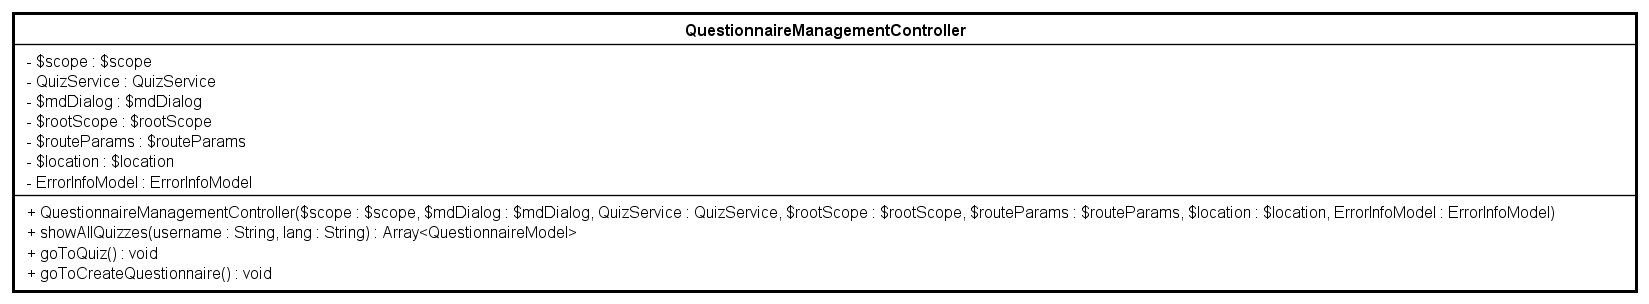 QuestionnaireManagementController
- $scope : $scope
- QuizService : QuizService
- $mdDialog : $mdDialog
- $rootScope : $rootScope
- $routeParams : $routeParams
- $location : $location
- ErrorInfoModel : ErrorInfoModel
+ QuestionnaireManagementController($scope : $scope, $mdDialog : $mdDialog, QuizService : QuizService, $rootScope : $rootScope, $routeParams : $routeParams, $location : $location, ErrorInfoModel : ErrorInfoModel)
+ showAllQuizzes(username : String, lang : String) : Array<QuestionnaireModel>
+ goToQuiz() : void
+ goToCreateQuestionnaire() : void